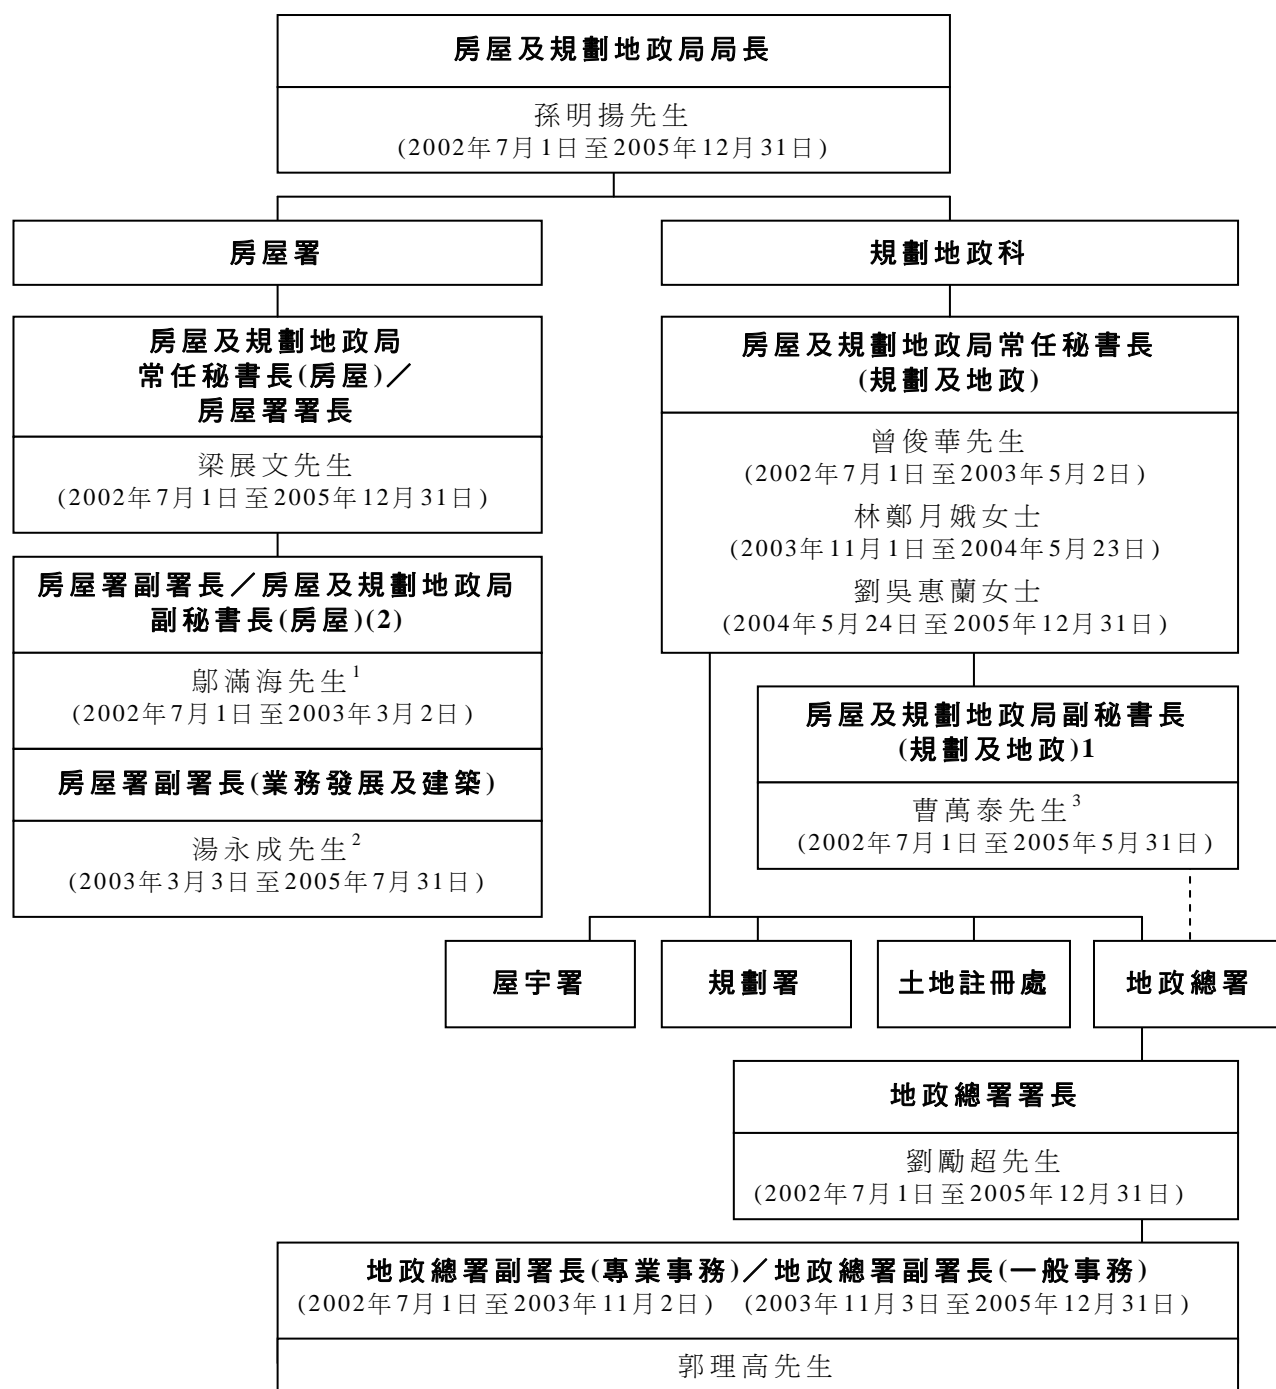 房屋及規劃地政局局長
孫明揚先生
(2002年7月1日至2005年12月31日)
房屋署
房屋及規劃地政局
常任秘書長(房屋)／
房屋署署長
梁展文先生
(2002年7月1日至2005年12月31日)
房屋署副署長／房屋及規劃地政局
副秘書長(房屋)(2)
鄔滿海先生1
(2002年7月1日至2003年3月2日)
房屋署副署長(業務發展及建築)
湯永成先生2
(2003年3月3日至2005年7月31日)
規劃地政科
房屋及規劃地政局常任秘書長
(規劃及地政)
曾俊華先生
(2002年7月1日至2003年5月2日)
林鄭月娥女士
(2003年11月1日至2004年5月23日)
劉吳惠蘭女士
(2004年5月24日至2005年12月31日)
房屋及規劃地政局副秘書長
(規劃及地政)1
曹萬泰先生3
(2002年7月1日至2005年5月31日)
屋宇署
規劃署
土地註冊處
地政總署
地政總署署長
劉勵超先生
(2002年7月1日至2005年12月31日)
地政總署副署長(專業事務)／地政總署副署長(一般事務)
(2002年7月1日至2003年11月2日) (2003年11月3日至2005年12月31日)
郭理高先生